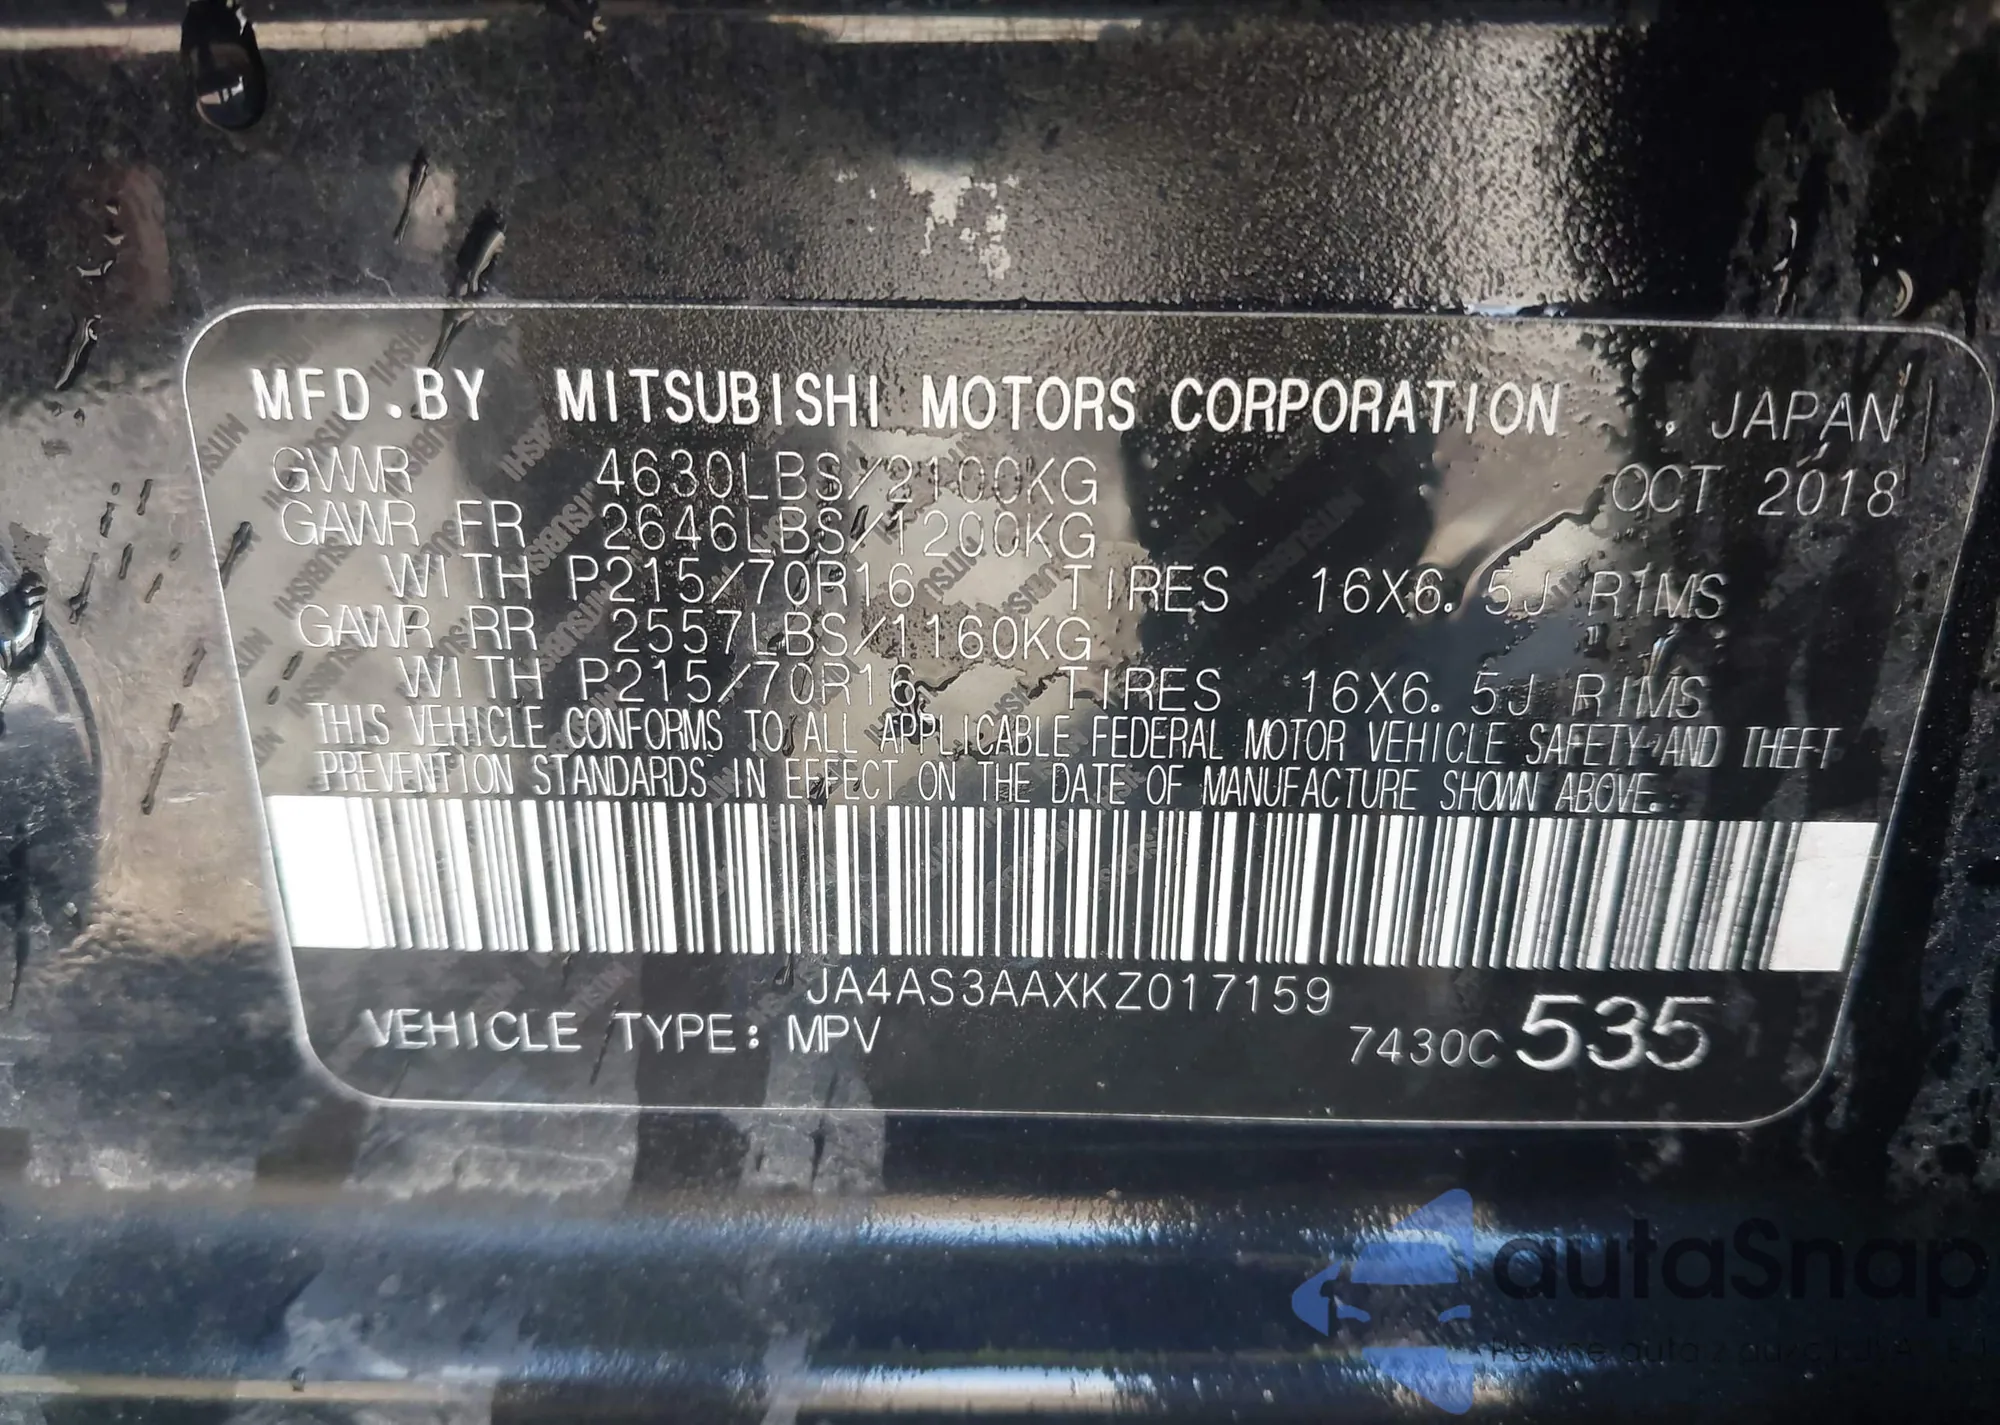 MFD.BY MITSUBISHI MOTORS CORPORATION . JAPAN
GVWR 4630LBS/2100KG OCT 2018
GAWR FR 2646LBS/1200KG
WITH P215/70R16 TIRES 16X6.5J RIMS
GAWR RR 2557LBS/1160KG
WITH P215/70R16 TIRES 16X6.5J RIMS
THIS VEHICLE CONFORMS TO ALL APPLICABLE FEDERAL MOTOR VEHICLE SAFETY AND THEFT
PREVENTION STANDARDS IN EFFECT ON THE DATE OF MANUFACTURE SHOWN ABOVE.
JA4AS3AAXKZ017159
VEHICLE TYPE: MPV 7430C 535
autaSnap
Pewne auto z